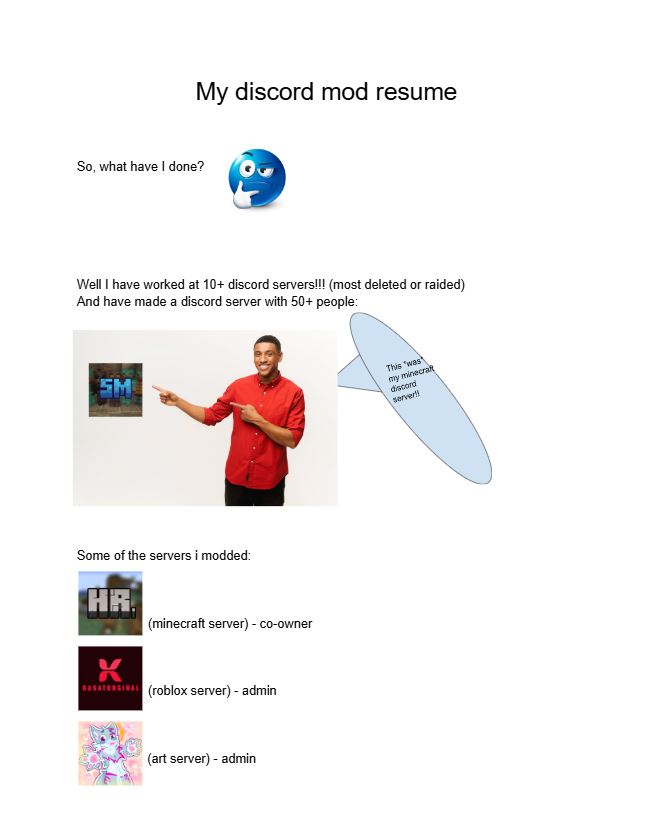 My discord mod resume
So, what have I done?
Well I have worked at 10+ discord servers!!! (most deleted or raided)
And have made a discord server with 50+ people:
SM
This "was"
my minecraft
discord
server!!
Some of the servers i modded:
HR.
(minecraft server) - co-owner
K
KAKATORGINAL
(roblox server) - admin
(art server) - admin